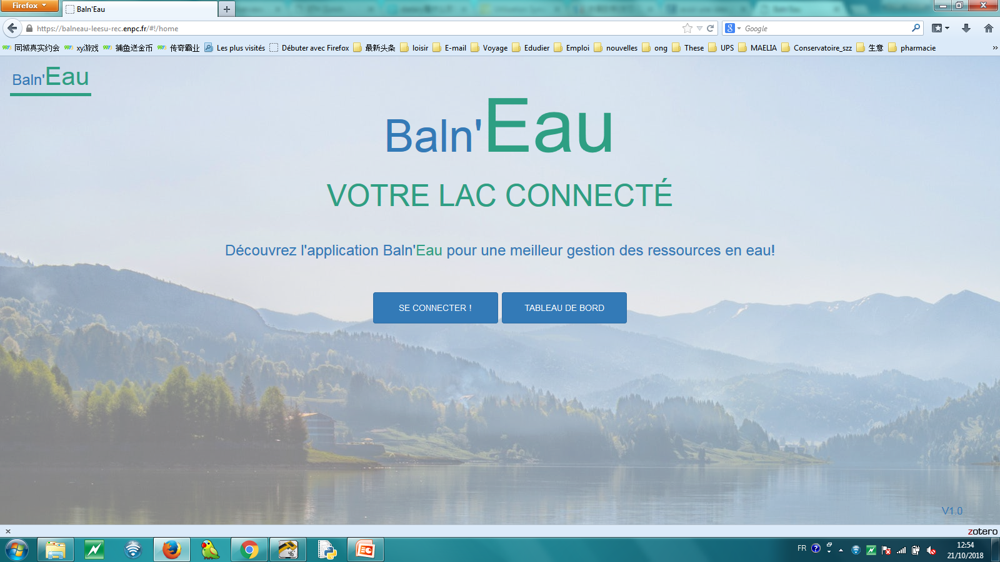 Firefox
Baln'Eau
https://balneau-leesu-rec.enpc.fr/#!/home
Google
同城真实约会 xy游戏 捕鱼送金币 传奇霸业 Les plus visités Débuter avec Firefox 最新头条 loisir E-mail Voyage Edudier Emploi nouvelles ong These UPS MAELIA Conservatoire_szz 生意 pharmacie
Baln'Eau
Baln'Eau
VOTRE LAC CONNECTÉ
Découvrez l'application Baln'Eau pour une meilleur gestion des ressources en eau!
SE CONNECTER ! TABLEAU DE BORD
V1.0
zotero
FR
12:54
21/10/2018